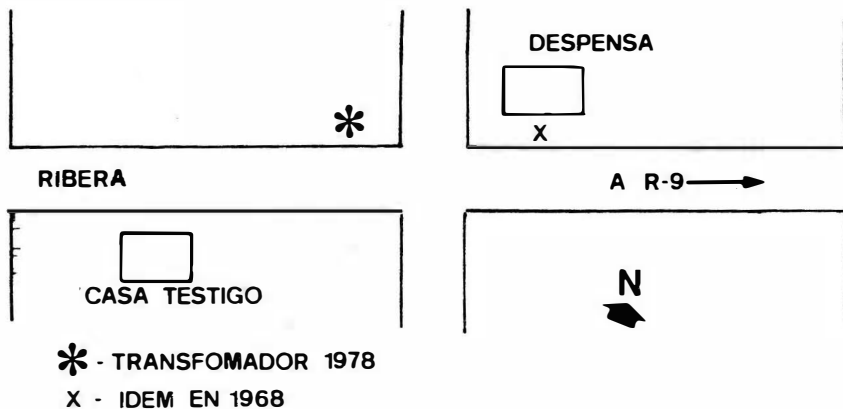 DESPENSA
X
RIBERA
A R-9
CASA TESTIGO
N
* - TRANSFOMADOR 1978
X - IDEM EN 1968